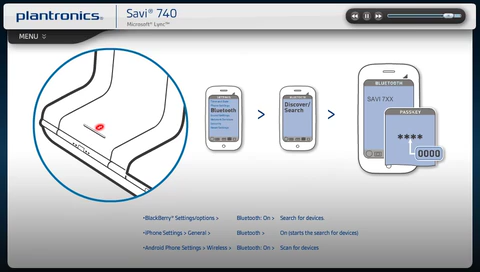 plantronics®
Savi® 740
Microsoft® Lync™
MENU
Bluetooth
Discover/
Search
BLUETOOTH
SAVI 7XX
PASSKEY
****
0000
•BlackBerry® Settings/options > Bluetooth: On > Search for devices.
•iPhone Settings > General > Bluetooth > On (starts the search for devices)
•Android Phone Settings > Wireless > Bluetooth: On > Scan for devices